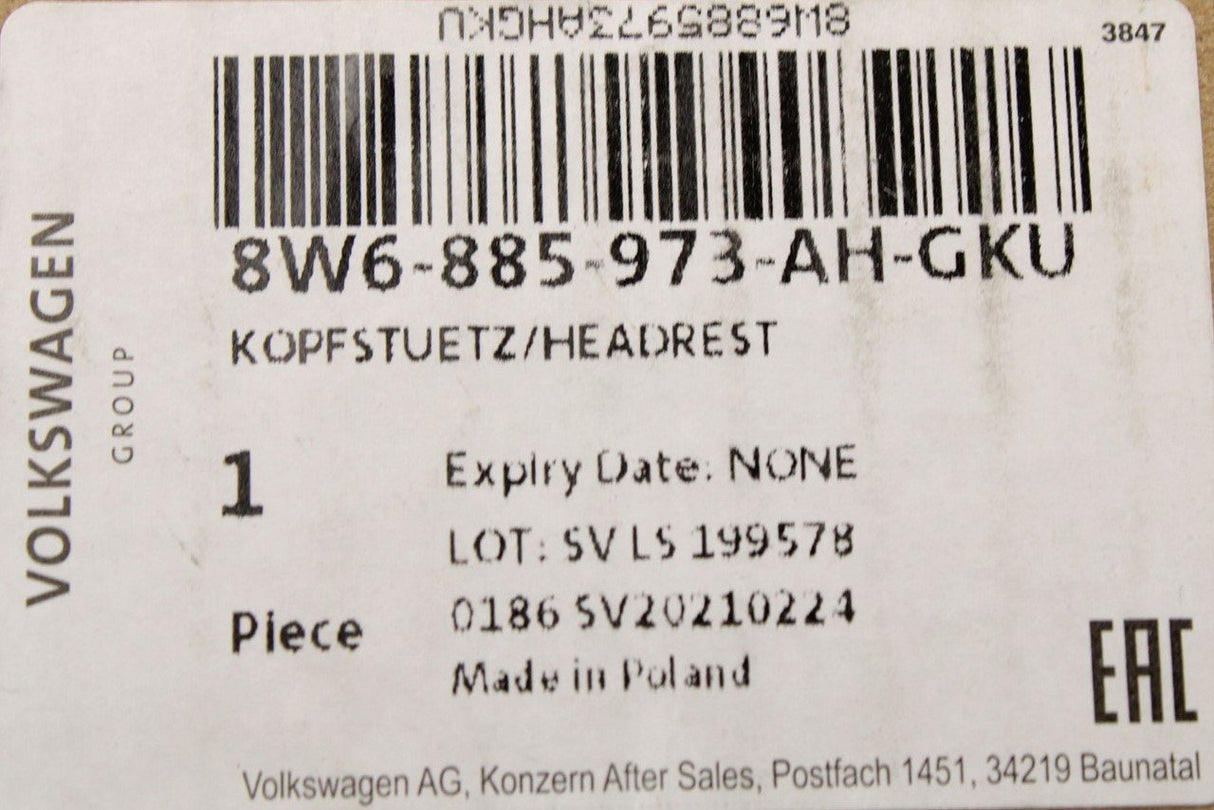 8W6885973AHGKU
3847
8W6-885-973-AH-GKU
KOPFSTUETZ/HEADREST
VOLKSWAGEN
GROUP
1
Expiry Date: NONE
LOT: SV LS 199578
Piece
0186 SV20210224
Made in Poland
EAC
Volkswagen AG, Konzern After Sales, Postfach 1451, 34219 Baunatal